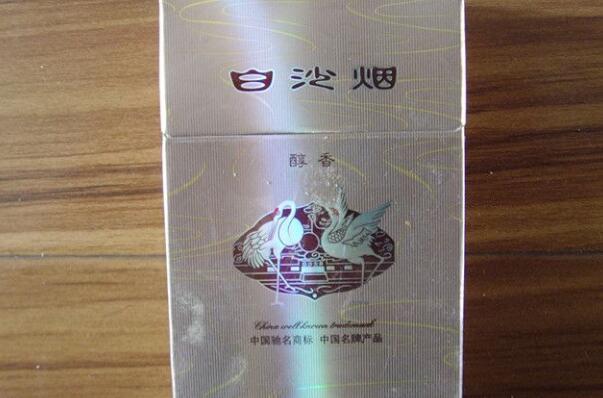 白沙烟
醇香
China well-known trademark
中国驰名商标 中国名牌产品